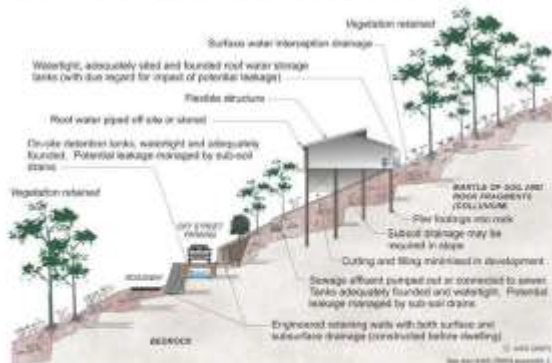 Vegetation retained
Surface water interception drainage
Watertight, adequately sited and founded roof water storage
tanks (with due regard for impact of potential leakage)
Flexible structure
Roof water piped off site or stored
On-site detention tanks, watertight and adequately
founded. Potential leakage managed by sub-soil
drains
Vegetation retained
OFF STREET
PARKING
MANTLE OF SOIL AND
ROCK FRAGMENTS
(COLLUVIUM)
Pier footings into rock
Subsoil drainage may be
required in slope
Cutting and filling minimised in development
ROADWAY
Sewage effluent pumped out or connected to sewer.
Tanks adequately founded and watertight. Potential
leakage managed by sub-soil drains
Engineered retaining walls with both surface and
subsurface drainage (constructed before dwelling)
BEDROCK